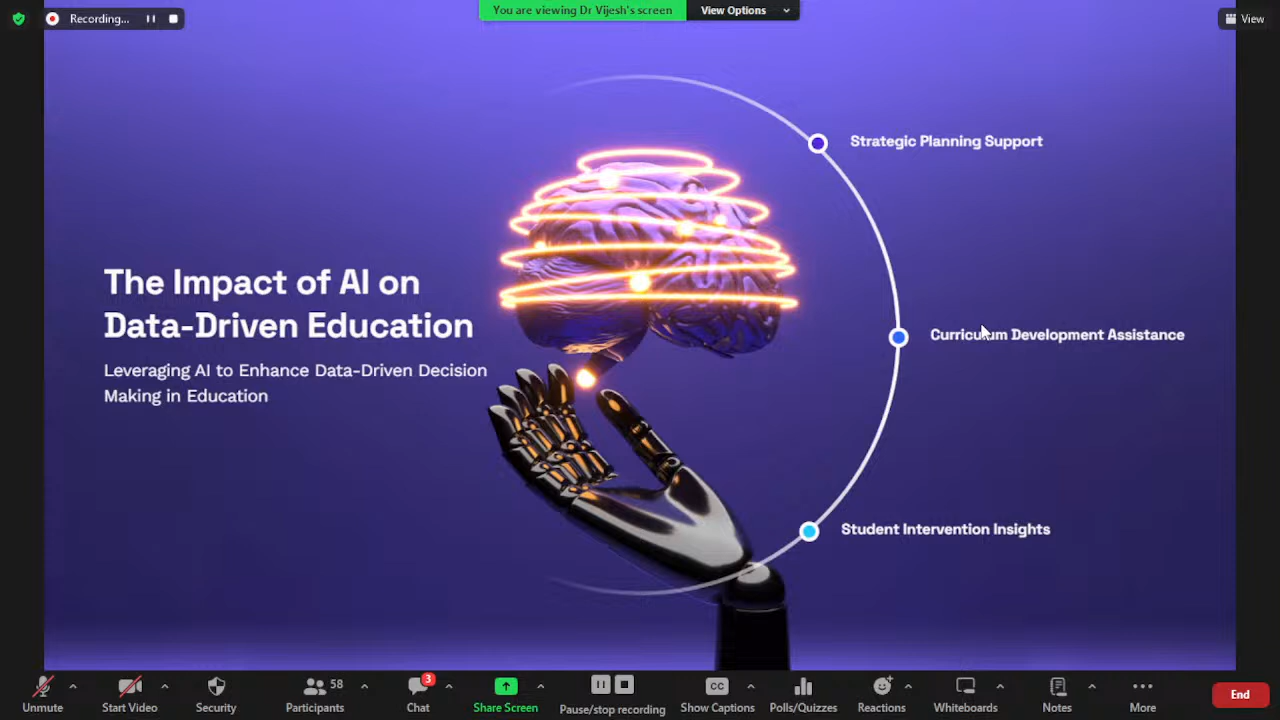 Recording...
You are viewing Dr Vijesh's screen
View Options
View
Strategic Planning Support
The Impact of AI on
Data-Driven Education
Leveraging AI to Enhance Data-Driven Decision
Making in Education
Curriculum Development Assistance
Student Intervention Insights
Unmute
Start Video
Security
58
Participants
3
Chat
Share Screen
Pause/stop recording
CC
Show Captions
Polls/Quizzes
Reactions
Whiteboards
Notes
More
End